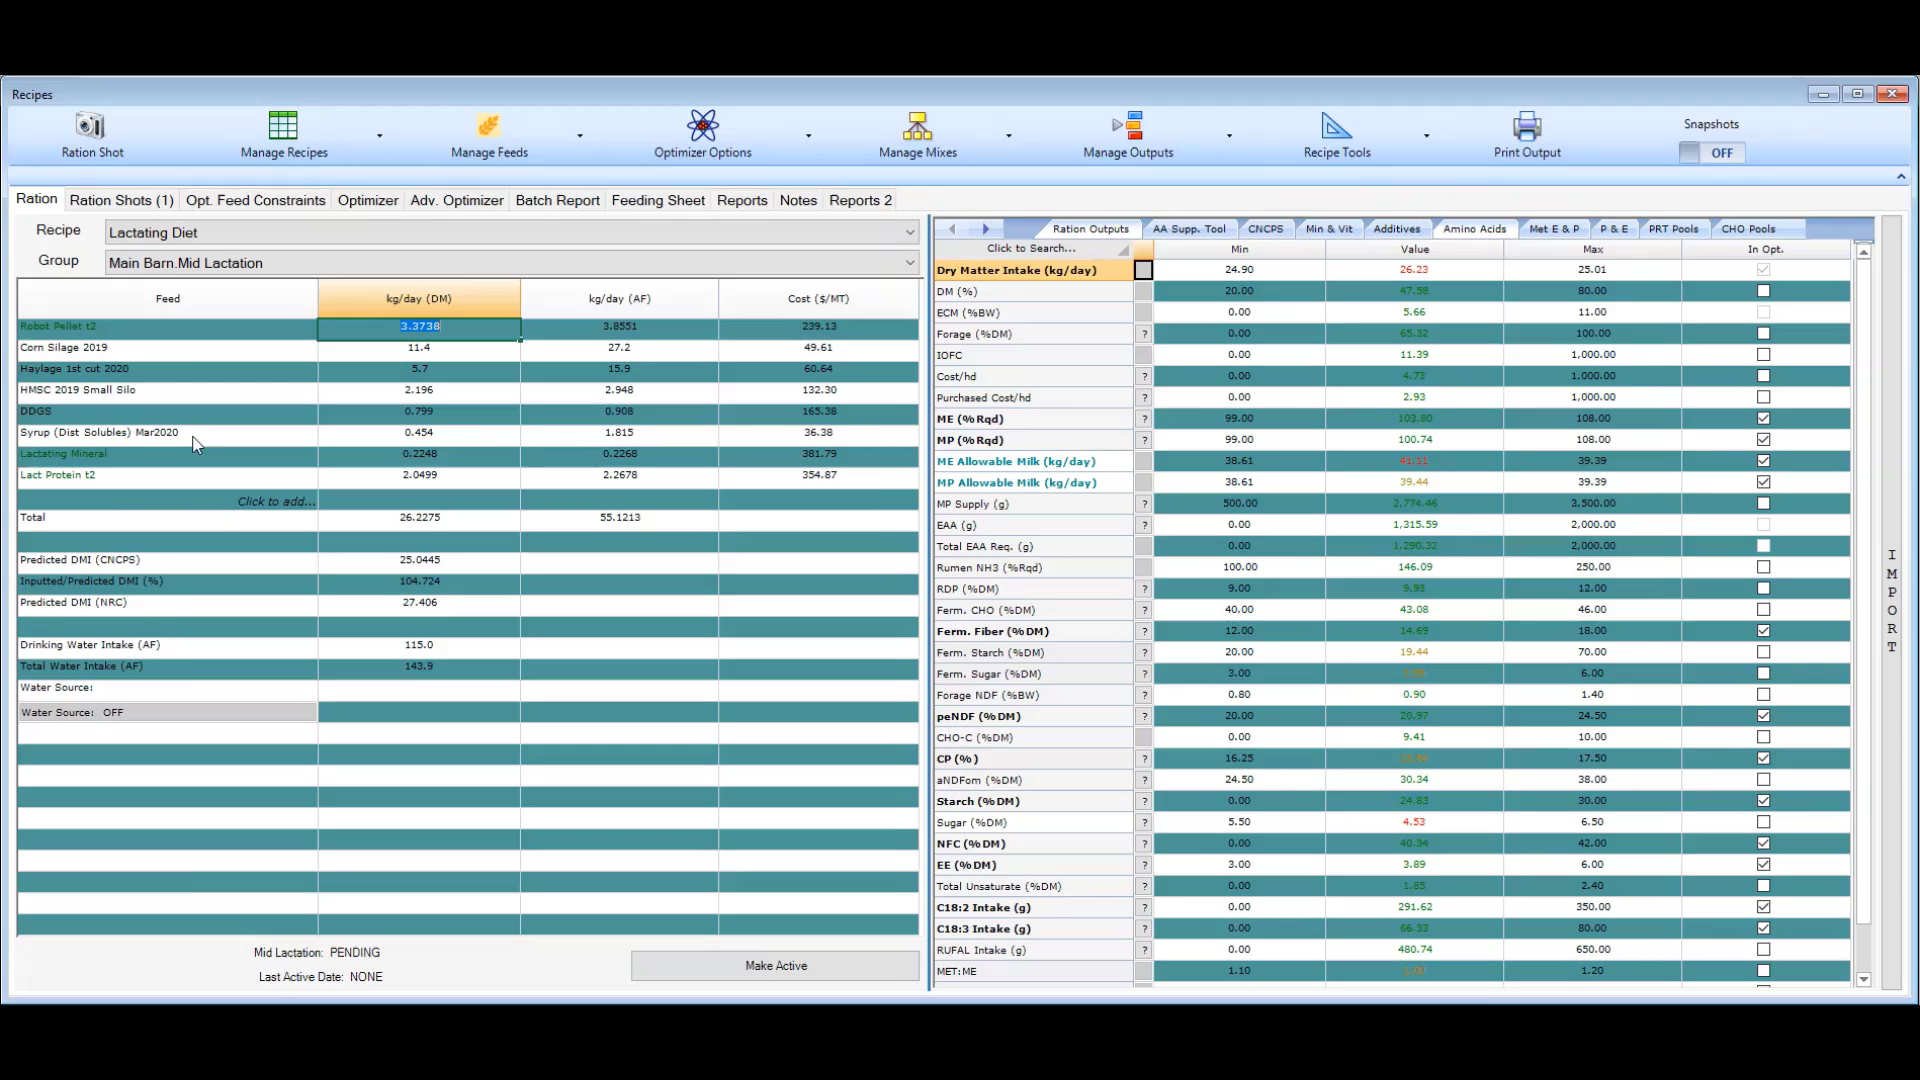 Recipes
Ration Shot Manage Recipes Manage Feeds Optimizer Options Manage Mixes Manage Outputs Recipe Tools Print Output Snapshots OFF
Ration Ration Shots (1) Opt. Feed Constraints Optimizer Adv. Optimizer Batch Report Feeding Sheet Reports Notes Reports 2
Recipe Lactating Diet
Group Main Barn.Mid Lactation
Feed kg/day (DM) kg/day (AF) Cost ($/MT)
Robot Pellet t2 3.3738 3.8551 239.13
Corn Silage 2019 11.4 27.2 49.61
Haylage 1st cut 2020 5.7 15.9 60.64
HMSC 2019 Small Silo 2.196 2.948 132.30
DDGS 0.799 0.908 165.38
Syrup (Dist Solubles) Mar2020 0.454 1.815 36.38
Lactating Mineral 0.2248 0.2268 381.79
Lact Protein t2 2.0499 2.2678 354.87
Click to add...
Total 26.2275 55.1213
Predicted DMI (CNCPS) 25.0445
Inputted/Predicted DMI (%) 104.724
Predicted DMI (NRC) 27.406
Drinking Water Intake (AF) 115.0
Total Water Intake (AF) 143.9
Water Source:
Water Source: OFF
Mid Lactation: PENDING
Last Active Date: NONE
Make Active
Ration Outputs AA Supp. Tool CNCPS Min & Vit Additives Amino Acids Met E & P P & E PRT Pools CHO Pools
Click to Search... Min Value Max In Opt.
Dry Matter Intake (kg/day) 24.90 26.23 25.01
DM (%) 20.00 47.58 80.00
ECM (%BW) 0.00 5.66 11.00
Forage (%DM) ? 0.00 65.32 100.00
IOFC 0.00 11.39 1,000.00
Cost/hd ? 0.00 4.73 1,000.00
Purchased Cost/hd ? 0.00 2.93 1,000.00
ME (%Rqd) ? 99.00 103.80 108.00
MP (%Rqd) ? 99.00 100.74 108.00
ME Allowable Milk (kg/day) 38.61 41.11 39.39
MP Allowable Milk (kg/day) 38.61 39.44 39.39
MP Supply (g) ? 500.00 2,774.46 3,500.00
EAA (g) ? 0.00 1,315.59 2,000.00
Total EAA Req. (g) 0.00 1,290.32 2,000.00
Rumen NH3 (%Rqd) 100.00 146.09 250.00
RDP (%DM) ? 9.00 9.93 12.00
Ferm. CHO (%DM) ? 40.00 43.08 46.00
Ferm. Fiber (%DM) ? 12.00 14.69 18.00
Ferm. Starch (%DM) ? 20.00 19.44 70.00
Ferm. Sugar (%DM) ? 3.00 6.00
Forage NDF (%BW) ? 0.80 0.90 1.40
peNDF (%DM) ? 20.00 20.97 24.50
CHO-C (%DM) 0.00 9.41 10.00
CP (%) ? 16.25 17.50
aNDFom (%DM) ? 24.50 30.34 38.00
Starch (%DM) ? 0.00 24.83 30.00
Sugar (%DM) ? 5.50 4.53 6.50
NFC (%DM) ? 0.00 40.34 42.00
EE (%DM) ? 3.00 3.89 6.00
Total Unsaturate (%DM) ? 0.00 1.85 2.40
C18:2 Intake (g) ? 0.00 291.62 350.00
C18:3 Intake (g) ? 0.00 66.33 80.00
RUFAL Intake (g) ? 0.00 480.74 650.00
MET:ME 1.10 1.00 1.20
IMPORT